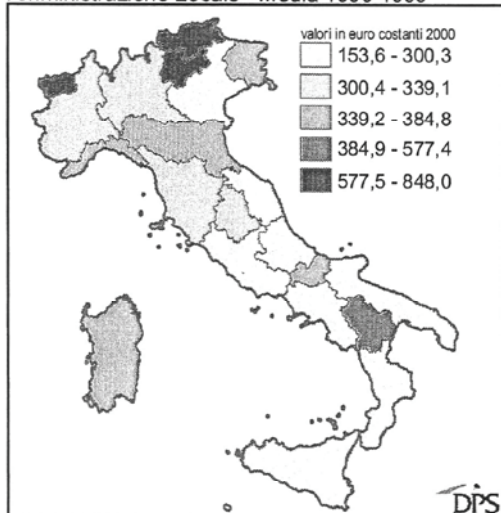 valori in euro costanti 2000
153,6 - 300,3
300,4 - 339,1
339,2 - 384,8
384,9 - 577,4
577,5 - 848,0
DPS